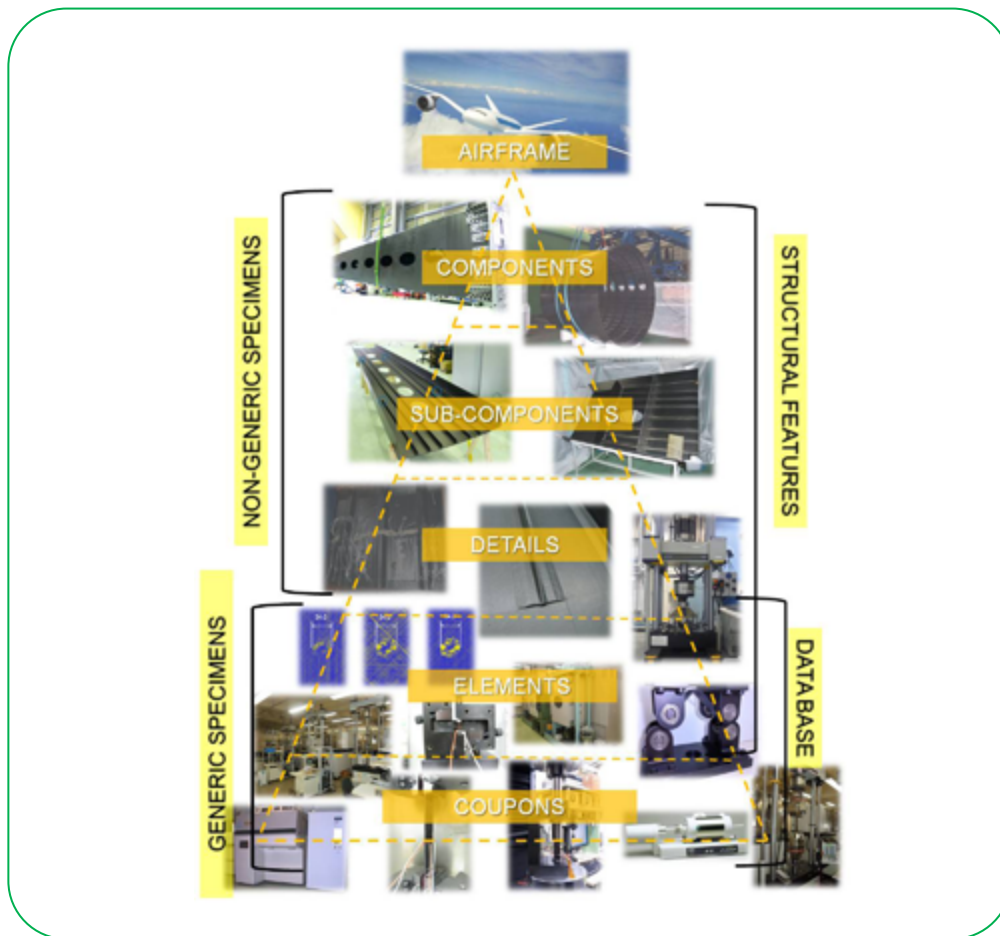 AIRFRAME
COMPONENTS
SUB-COMPONENTS
DETAILS
ELEMENTS
COUPONS
NON-GENERIC SPECIMENS
GENERIC SPECIMENS
STRUCTURAL FEATURES
DATA BASE